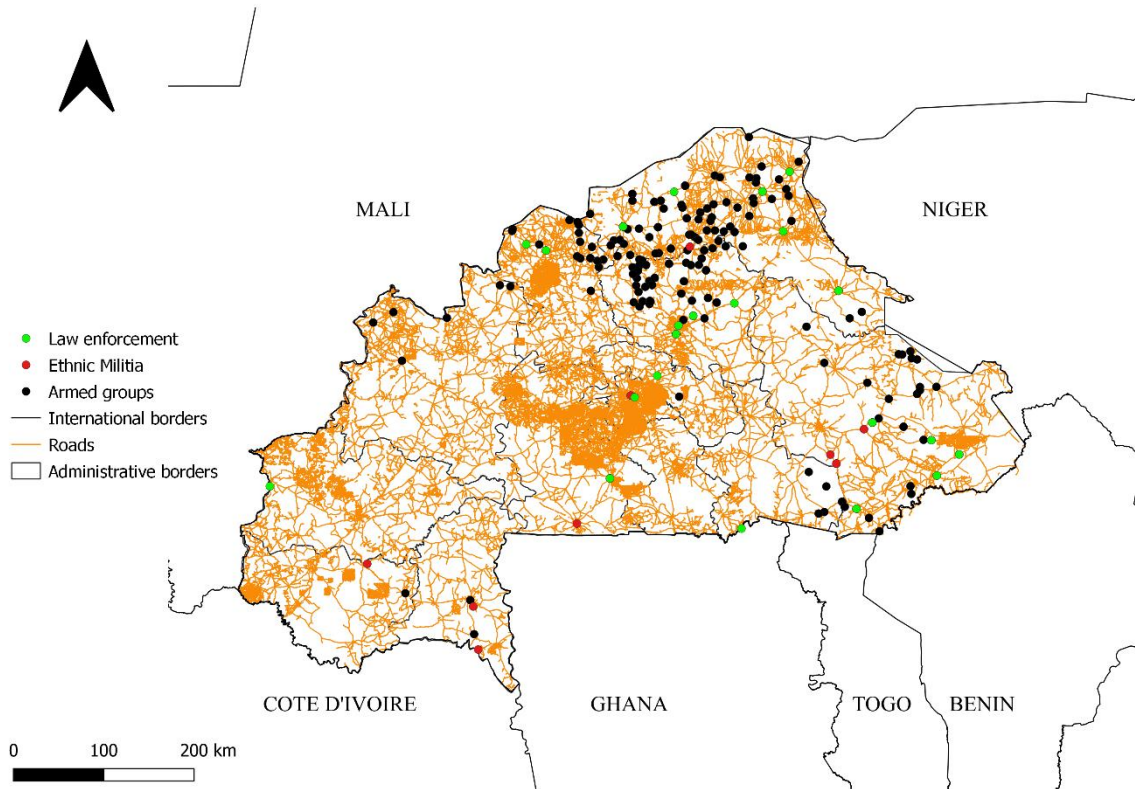 MALI
NIGER
Law enforcement
Ethnic Militia
Armed groups
International borders
Roads
Administrative borders
COTE D'IVOIRE
GHANA
TOGO
BENIN
0 100 200 km